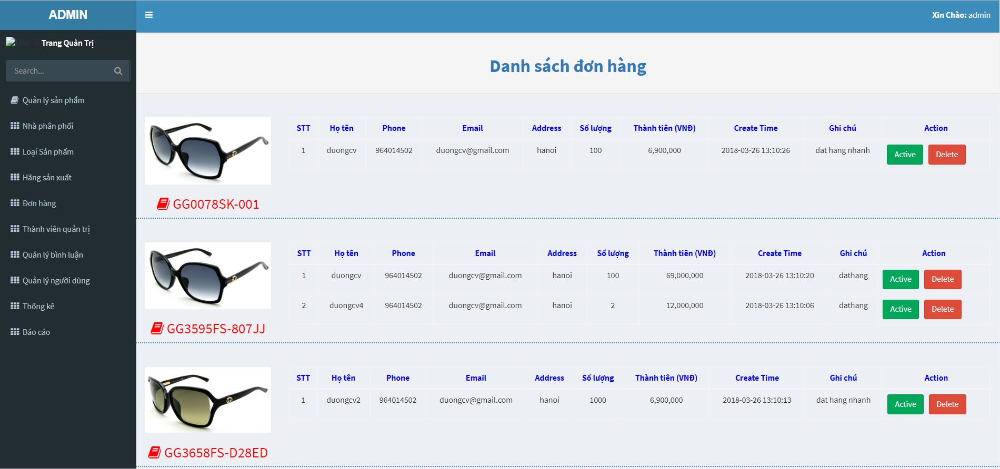 ADMIN
Xin Chào: admin
Trang Quản Trị
Search...
Quản lý sản phẩm
Nhà phân phối
Loại Sản phẩm
Hãng sản xuất
Đơn hàng
Thành viên quản trị
Quản lý bình luận
Quản lý người dùng
Thống kê
Báo cáo
Danh sách đơn hàng
STT Họ tên Phone Email Address Số lượng Thành tiên (VNĐ) Create Time Ghi chú Action
1 duongcv 964014502 duongcv@gmail.com hanoi 100 6,900,000 2018-03-26 13:10:26 dat hang nhanh Active Delete
GG0078SK-001
STT Họ tên Phone Email Address Số lượng Thành tiên (VNĐ) Create Time Ghi chú Action
1 duongcv 964014502 duongcv@gmail.com hanoi 100 69,000,000 2018-03-26 13:10:20 dathang Active Delete
2 duongcv4 964014502 duongcv@gmail.com hanoi 2 12,000,000 2018-03-26 13:10:06 dathang Active Delete
GG3595FS-807JJ
STT Họ tên Phone Email Address Số lượng Thành tiên (VNĐ) Create Time Ghi chú Action
1 duongcv2 964014502 duongcv@gmail.com hanoi 1000 6,900,000 2018-03-26 13:10:13 dat hang nhanh Active Delete
GG3658FS-D28ED